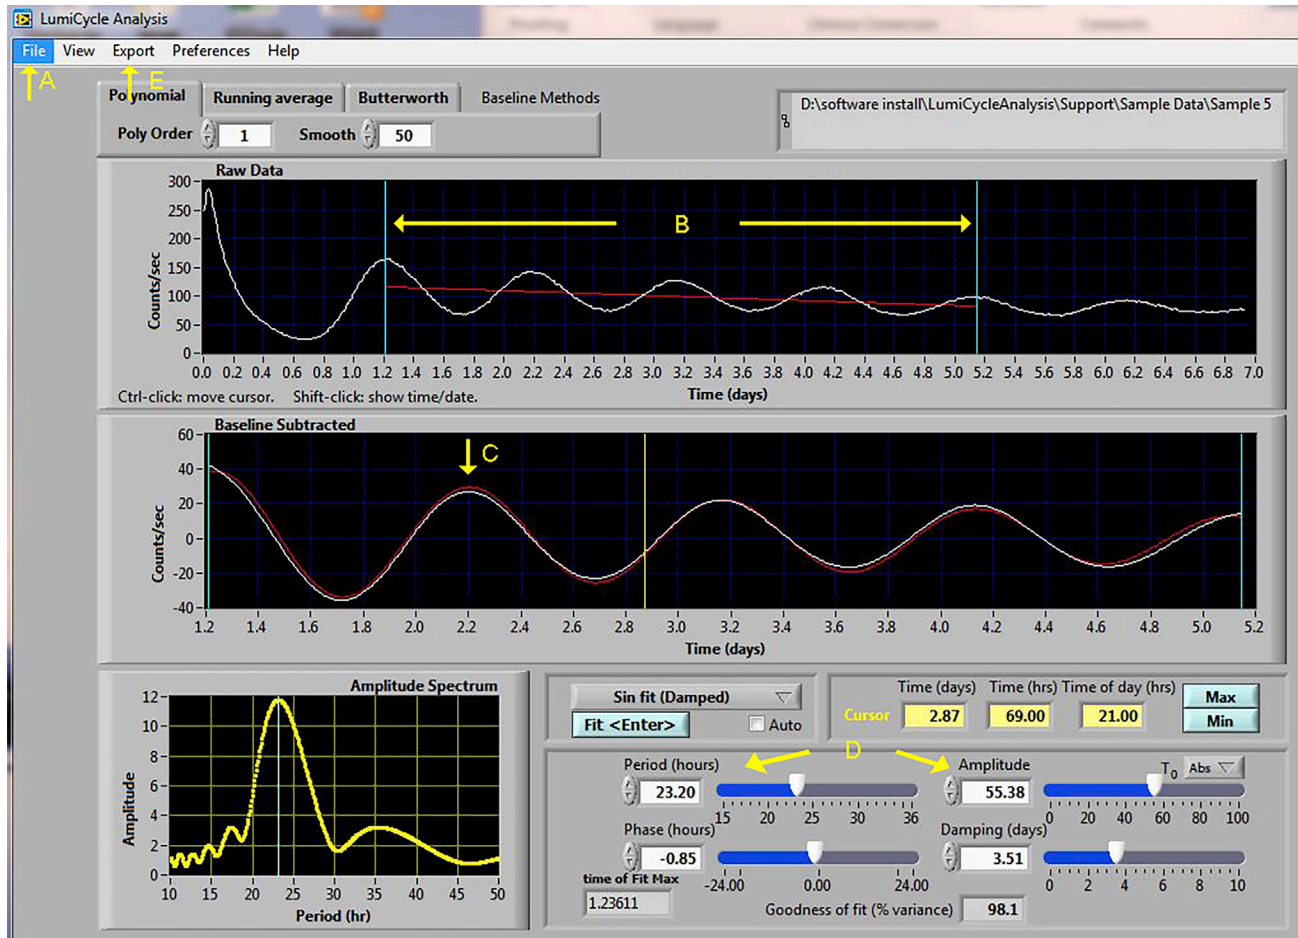 LumiCycle Analysis
File View Export Preferences Help
A E
Polynomial Running average Butterworth Baseline Methods
Poly Order 1 Smooth 50
D:\software install\LumiCycleAnalysis\Support\Sample Data\Sample 5
Raw Data
300
250
200
150
100
50
0
Counts/sec
B
0.0 0.2 0.4 0.6 0.8 1.0 1.2 1.4 1.6 1.8 2.0 2.2 2.4 2.6 2.8 3.0 3.2 3.4 3.6 3.8 4.0 4.2 4.4 4.6 4.8 5.0 5.2 5.4 5.6 5.8 6.0 6.2 6.4 6.6 6.8 7.0
Ctrl-click: move cursor. Shift-click: show time/date.
Time (days)
Baseline Subtracted
60
40
20
0
-20
-40
Counts/sec
C
1.2 1.4 1.6 1.8 2.0 2.2 2.4 2.6 2.8 3.0 3.2 3.4 3.6 3.8 4.0 4.2 4.4 4.6 4.8 5.0 5.2
Time (days)
Amplitude Spectrum
12
10
8
6
4
2
0
Amplitude
10 15 20 25 30 35 40 45 50
Period (hr)
Sin fit (Damped)
Fit <Enter> Auto
Time (days) Time (hrs) Time of day (hrs)
Cursor 2.87 69.00 21.00
Max
Min
D
Period (hours)
23.20
15 20 25 30 36
Amplitude T0 Abs
55.38
0 20 40 60 80 100
Phase (hours)
-0.85
-24.00 0.00 24.00
Damping (days)
3.51
0 2 4 6 8 10
time of Fit Max
1.23611
Goodness of fit (% variance) 98.1